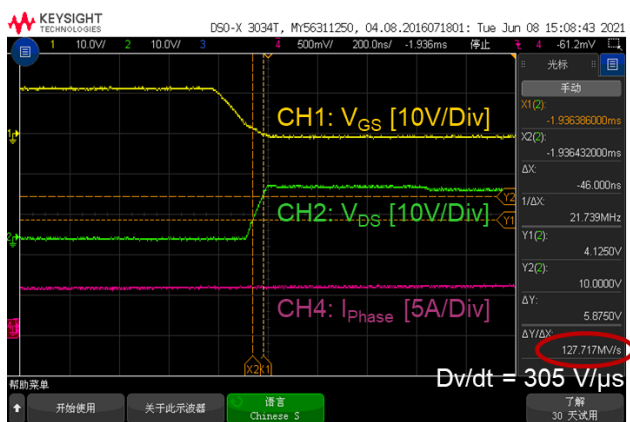 KEYSIGHT
TECHNOLOGIES
DSO-X 3034T, MY56311250, 04.08.2016071801: Tue Jun 08 15:08:43 2021
1 10.0V/ 2 10.0V/ 3 4 500mV/ 200.0ns/ -1.936ms 停止 4 -61.2mV
光标
手动
X1(2):
-1.936386000ms
X2(2):
-1.936432000ms
ΔX:
-46.000ns
1/ΔX:
21.739MHz
Y1(2):
4.1250V
Y2(2):
10.0000V
ΔY:
5.8750V
ΔY/ΔX:
127.717MV/s
CH1: VGS [10V/Div]
Y2
CH2: VDS [10V/Div]
Y1
CH4: IPhase [5A/Div]
X2 X1
Dv/dt = 305 V/μs
帮助菜单
开始使用
关于此示波器
语言
Chinese S
了解
30 天试用